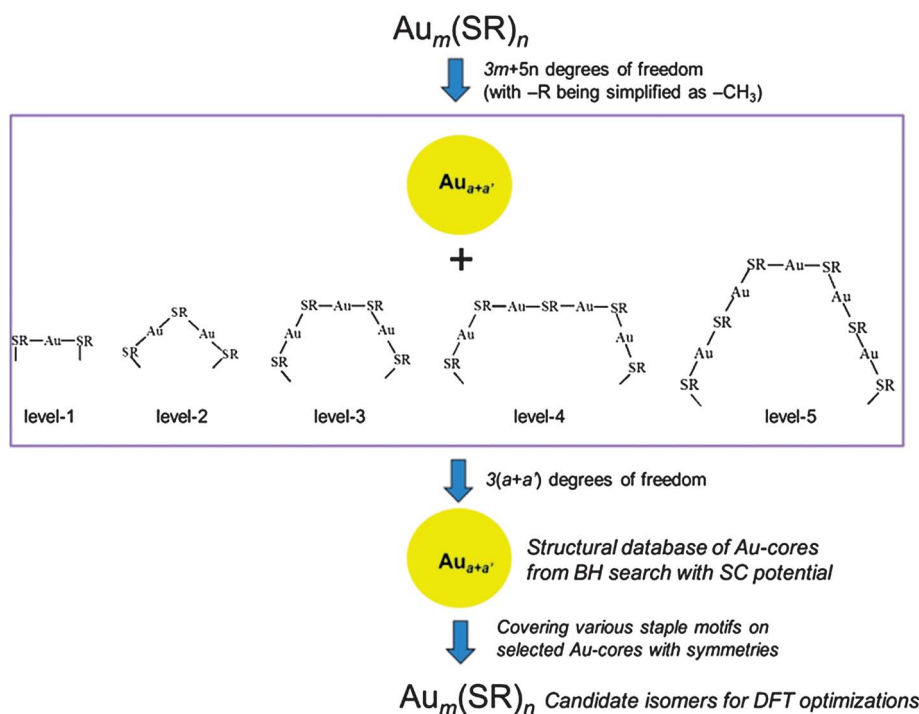 Auₘ(SR)ₙ
3m+5n degrees of freedom
(with –R being simplified as –CH₃)
Au_{a+a'}
+
SR—Au—SR
level-1
SR
Au Au
SR SR
level-2
SR—Au—SR
Au Au
SR SR
level-3
SR—Au—SR—Au—SR
Au Au
SR SR
level-4
SR—Au—SR
Au Au
SR SR
Au Au
SR SR
level-5
3(a+a') degrees of freedom
Au_{a+a'}
Structural database of Au-cores
from BH search with SC potential
Covering various staple motifs on
selected Au-cores with symmetries
Auₘ(SR)ₙ Candidate isomers for DFT optimizations